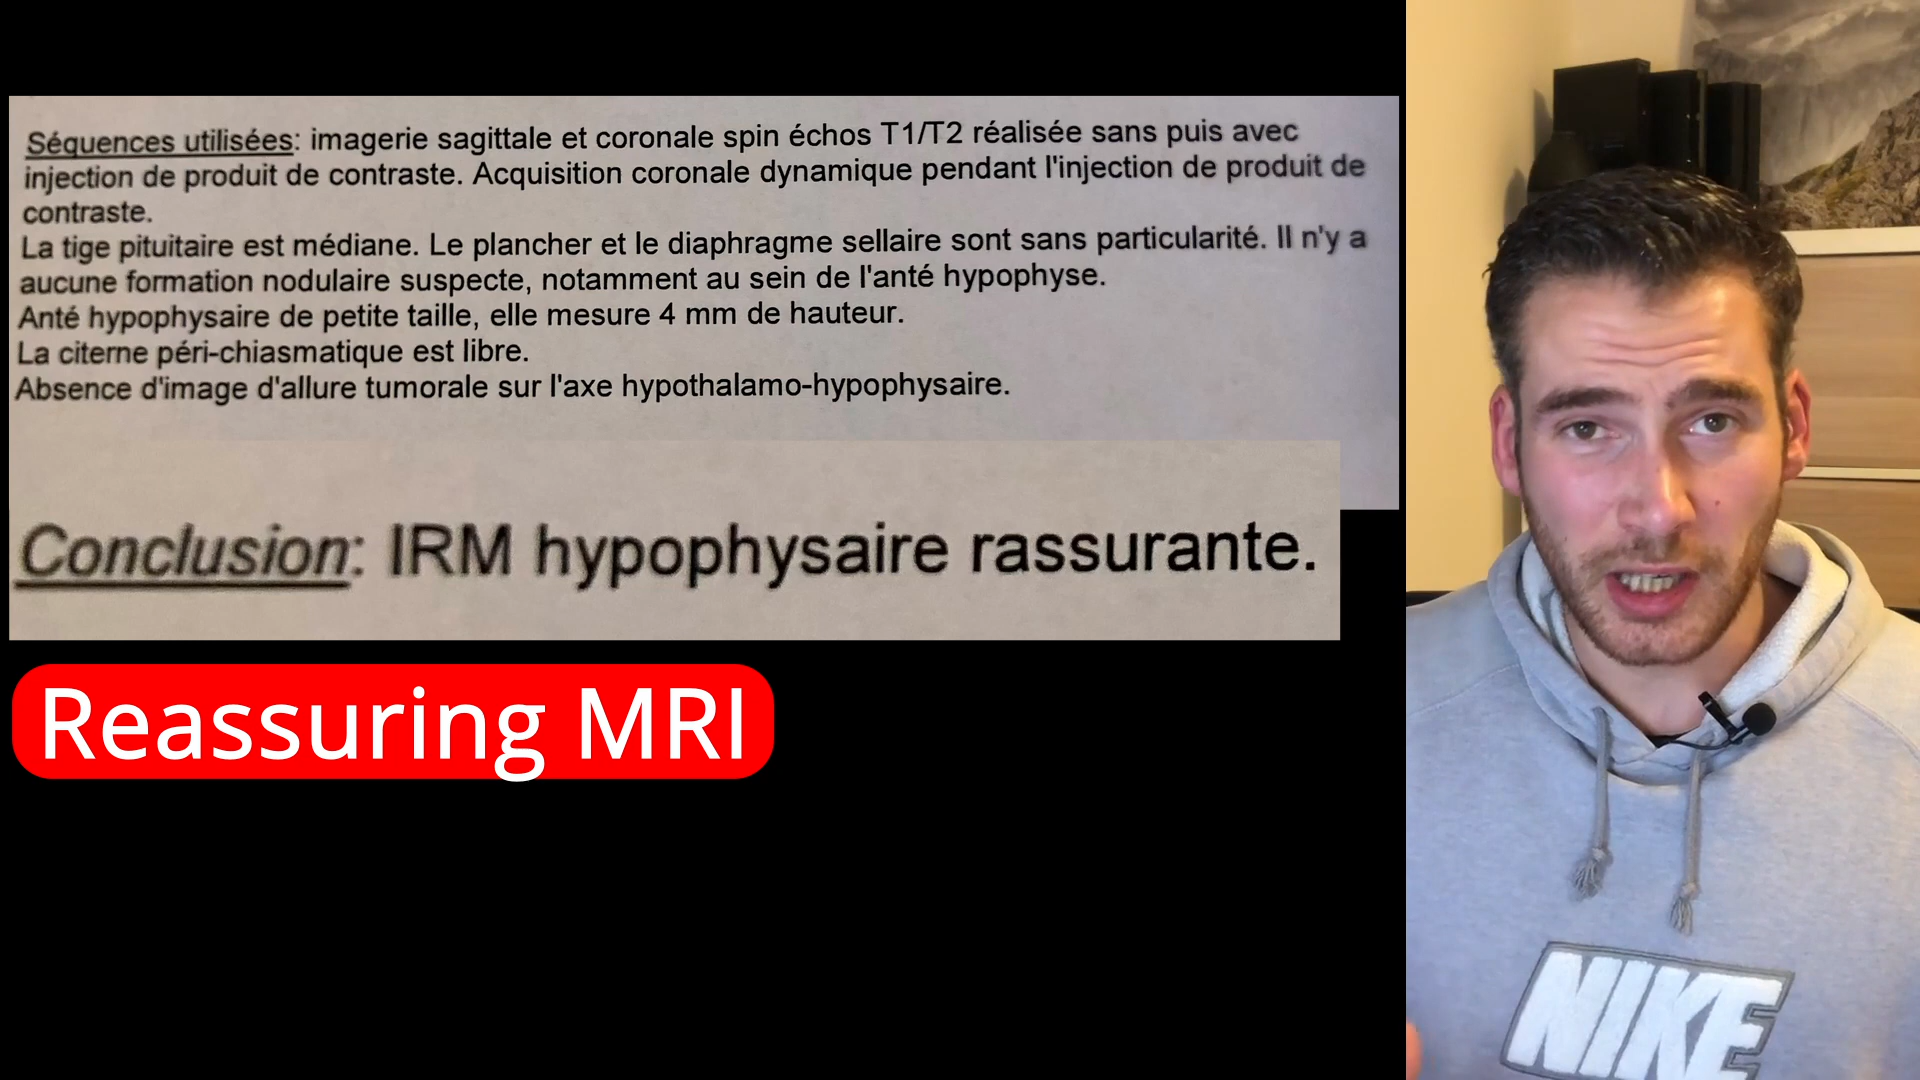 Séquences utilisées: imagerie sagittale et coronale spin échos T1/T2 réalisée sans puis avec
injection de produit de contraste. Acquisition coronale dynamique pendant l'injection de produit de
contraste.
La tige pituitaire est médiane. Le plancher et le diaphragme sellaire sont sans particularité. Il n'y a
aucune formation nodulaire suspecte, notamment au sein de l'anté hypophyse.
Anté hypophysaire de petite taille, elle mesure 4 mm de hauteur.
La citerne péri-chiasmatique est libre.
Absence d'image d'allure tumorale sur l'axe hypothalamo-hypophysaire.
Conclusion: IRM hypophysaire rassurante.
Reassuring MRI
NIKE